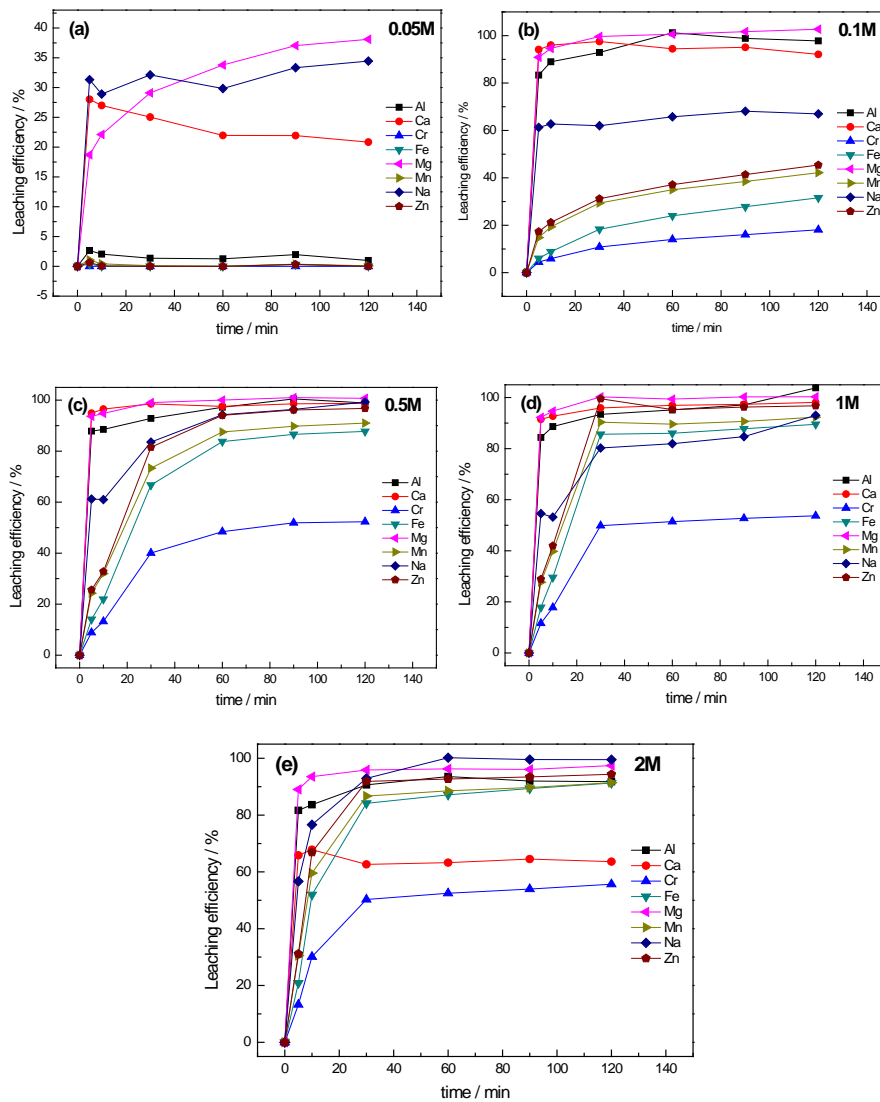 (a) 0.05M
Leaching efficiency / %
40
35
30
25
20
15
10
5
0
5
Al
Ca
Cr
Fe
Mg
Mn
Na
Zn
0 20 40 60 80 100 120 140
time / min
(b) 0.1M
Leaching efficiency / %
100
80
60
40
20
0
Al
Ca
Cr
Fe
Mg
Mn
Na
Zn
0 20 40 60 80 100 120 140
time / min
(c) 0.5M
Leaching efficiency / %
100
80
60
40
20
0
Al
Ca
Cr
Fe
Mg
Mn
Na
Zn
0 20 40 60 80 100 120 140
time / min
(d) 1M
Leaching efficiency / %
100
80
60
40
20
0
Al
Ca
Cr
Fe
Mg
Mn
Na
Zn
0 20 40 60 80 100 120 140
time / min
(e) 2M
Leaching efficiency / %
100
80
60
40
20
0
Al
Ca
Cr
Fe
Mg
Mn
Na
Zn
0 20 40 60 80 100 120 140
time / min